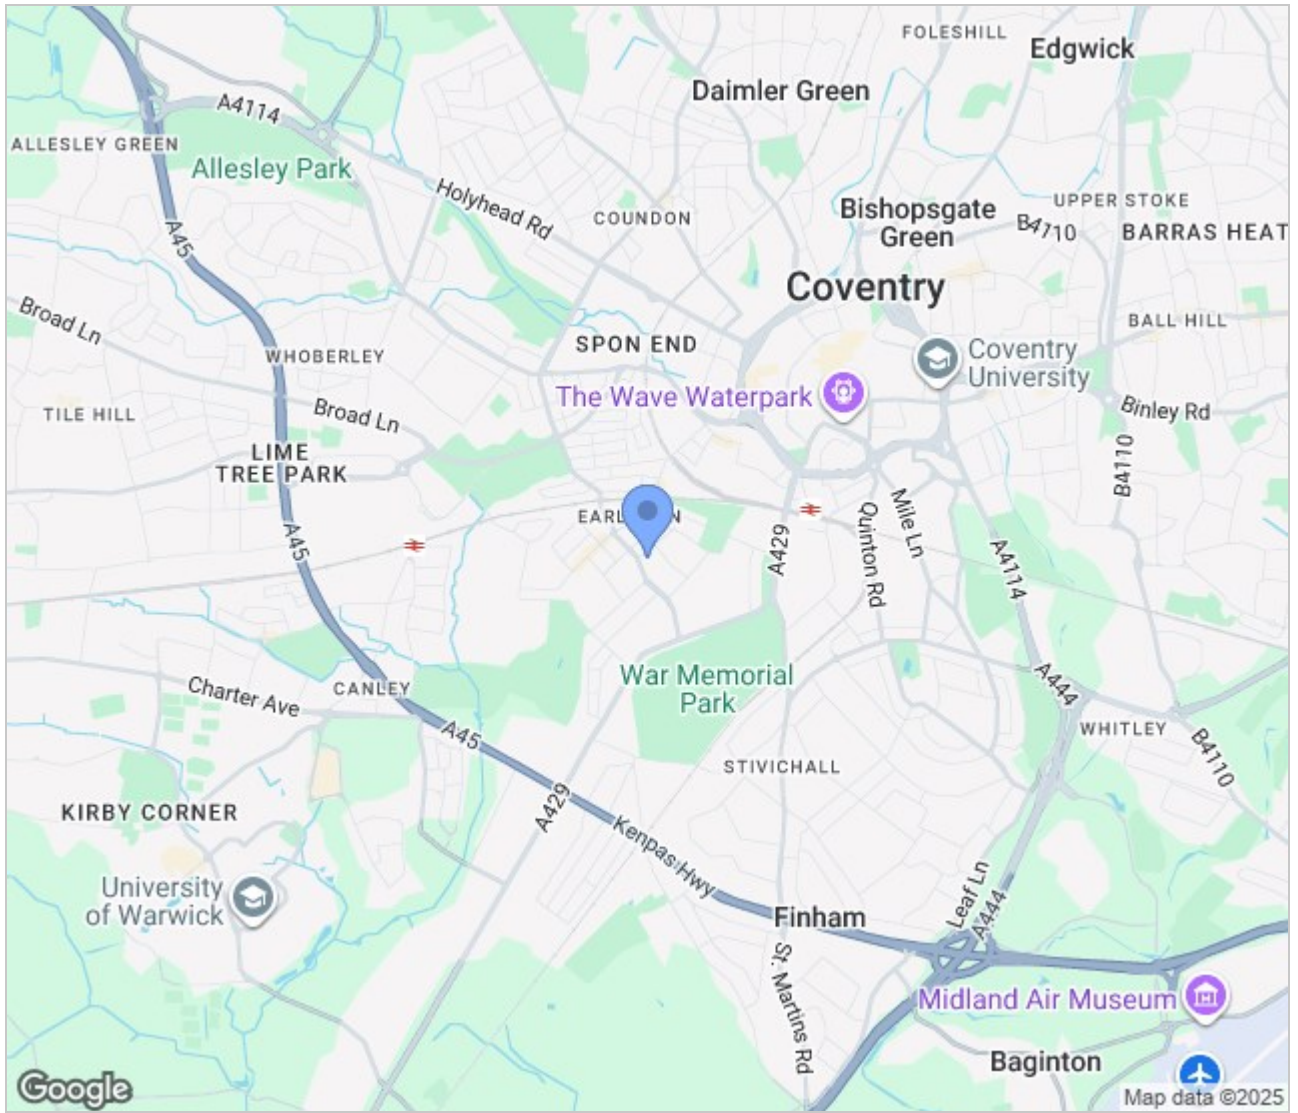 FOLESHILL
Edgwick
Daimler Green
A4114
ALLESLEY GREEN
Allesley Park
Holyhead Rd
COUNDON
Bishopsgate
Green
UPPER STOKE
B4110
BARRAS HEAT
A45
Coventry
Broad Ln
BALL HILL
SPON END
WHOBERLEY
Coventry
University
The Wave Waterpark
TILE HILL
Broad Ln
Binley Rd
LIME
TREE PARK
B4110
A45
A429
Quinton Rd
Mile Ln
A4114
War Memorial
Park
Charter Ave
CANLEY
A444
WHITLEY
A45
B4110
STIVICHALL
KIRBY CORNER
A429
Kenpas Hwy
University
of Warwick
Leaf Ln
A444
Finham
St. Martins Rd
Midland Air Museum
Baginton
Google
Map data ©2025